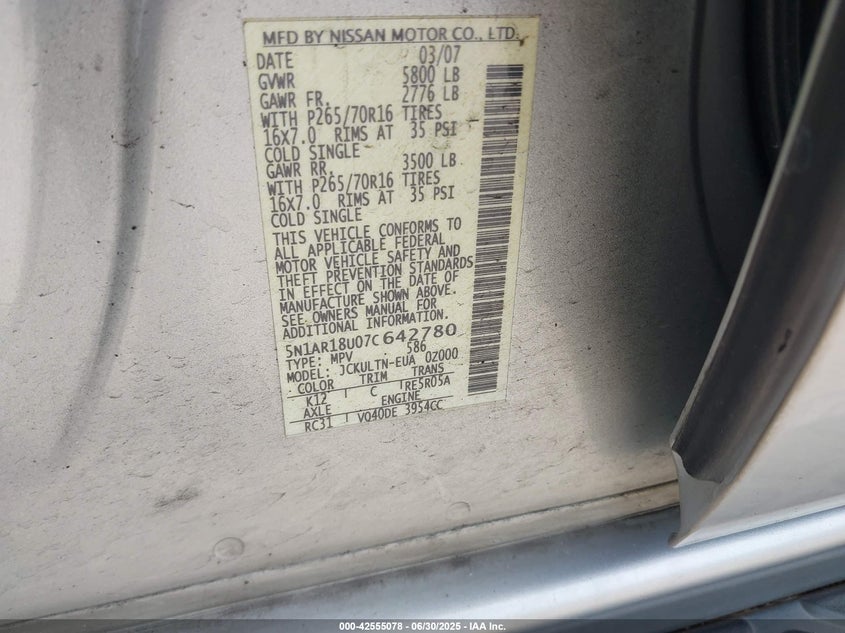 MFD BY NISSAN MOTOR CO., LTD.
DATE 03/07
GVWR 5800 LB
GAWR FR. 2776 LB
WITH P265/70R16 TIRES
16X7.0 RIMS AT 35 PSI
COLD SINGLE
GAWR RR. 3500 LB
WITH P265/70R16 TIRES
16X7.0 RIMS AT 35 PSI
COLD SINGLE
THIS VEHICLE CONFORMS TO
ALL APPLICABLE FEDERAL
MOTOR VEHICLE SAFETY AND
THEFT PREVENTION STANDARDS
IN EFFECT ON THE DATE OF
MANUFACTURE SHOWN ABOVE.
SEE OWNERS MANUAL FOR
ADDITIONAL INFORMATION.
5N1AR18U07C642780
TYPE: MPV 586
MODEL: JCKULTN-EUA 0Z000
COLOR TRIM TRANS
K12 C RE5R05A
AXLE ENGINE
RC31 VQ40DE 3954CC
000-42555078 - 06/30/2025 - IAA Inc.